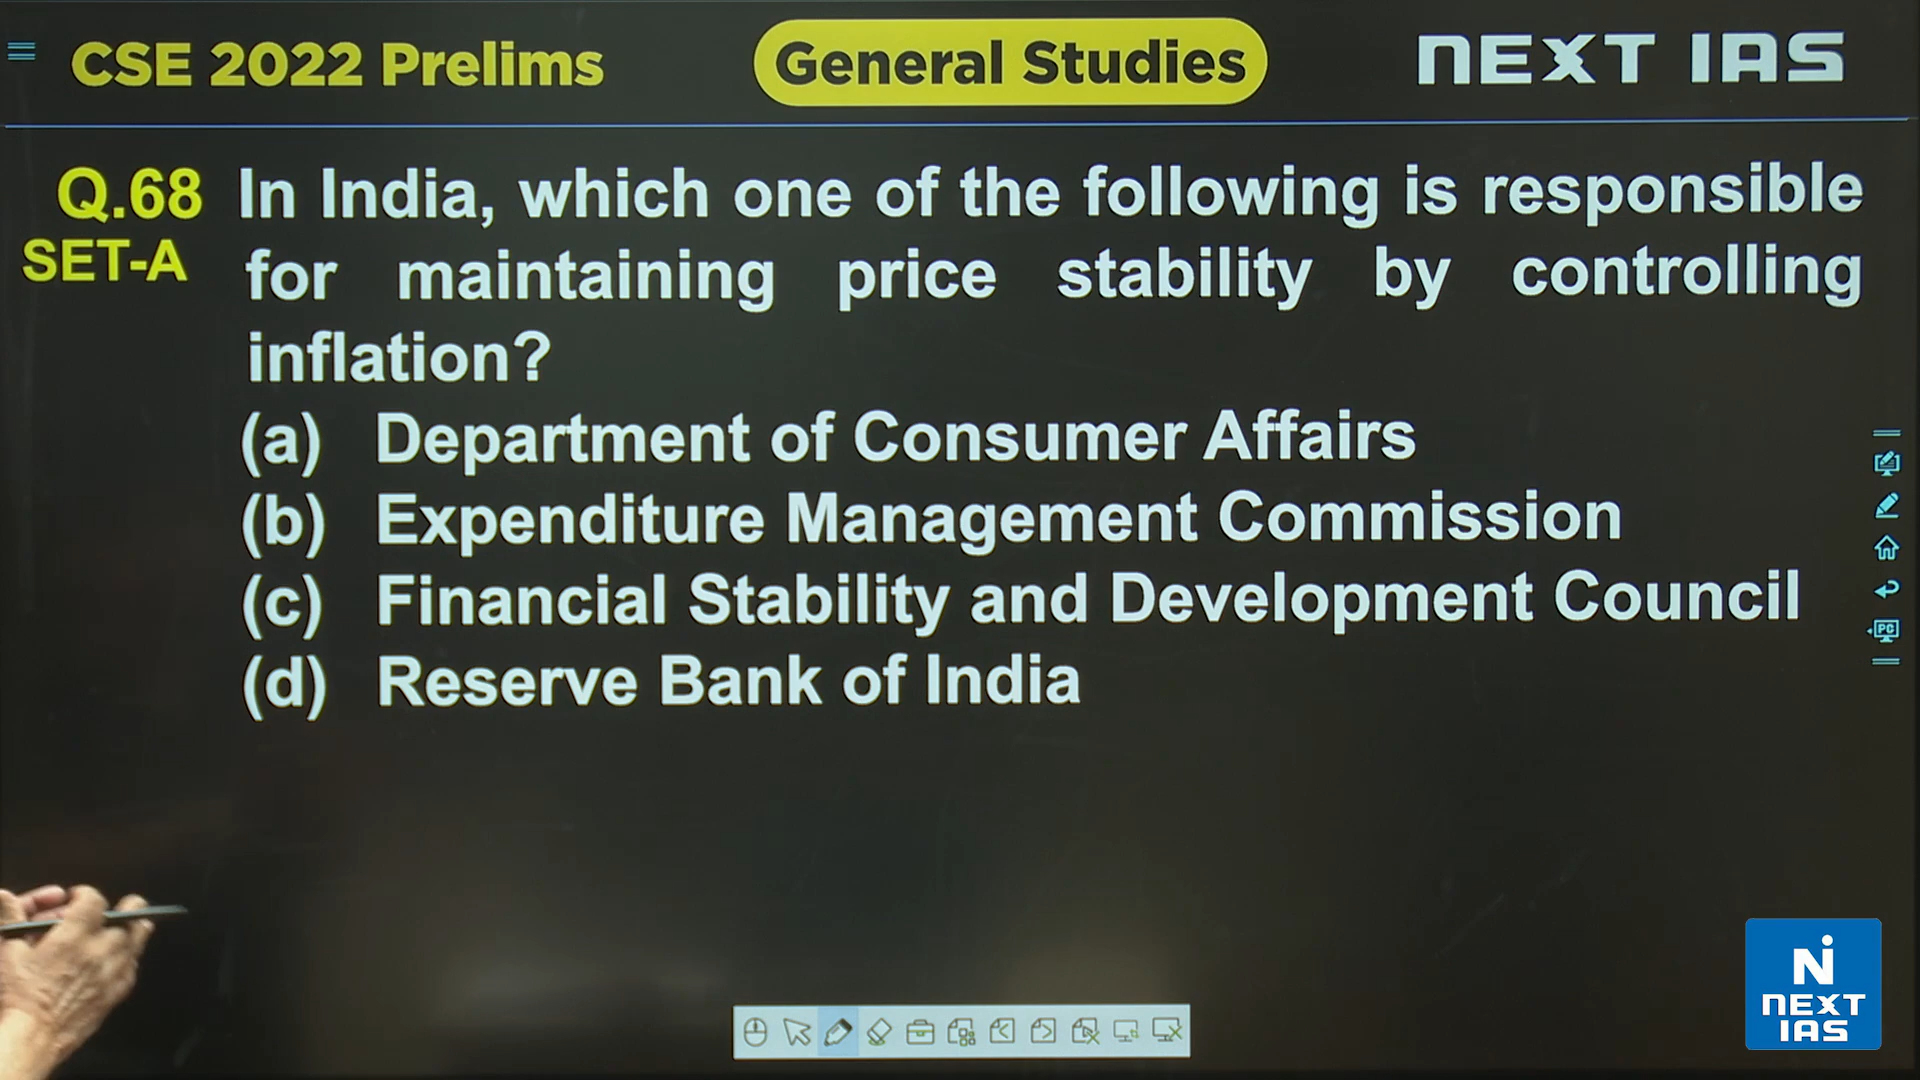 CSE 2022 Prelims
General Studies
NEXT IAS
Q.68 In India, which one of the following is responsible
SET-A for maintaining price stability by controlling
inflation?
(a) Department of Consumer Affairs
(b) Expenditure Management Commission
(c) Financial Stability and Development Council
(d) Reserve Bank of India
PC
N
NEXT
IAS